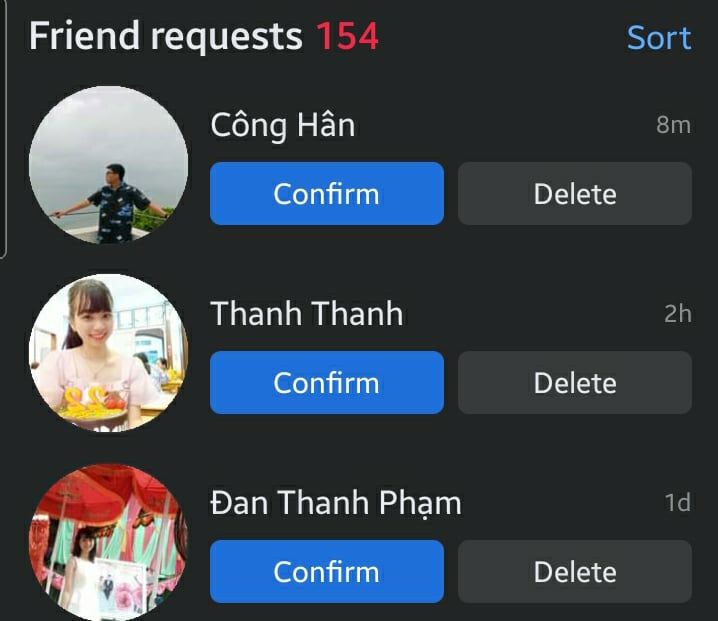 Friend requests 154 Sort
Công Hân 8m
Confirm Delete
Thanh Thanh 2h
Confirm Delete
Đan Thanh Phạm 1d
Confirm Delete